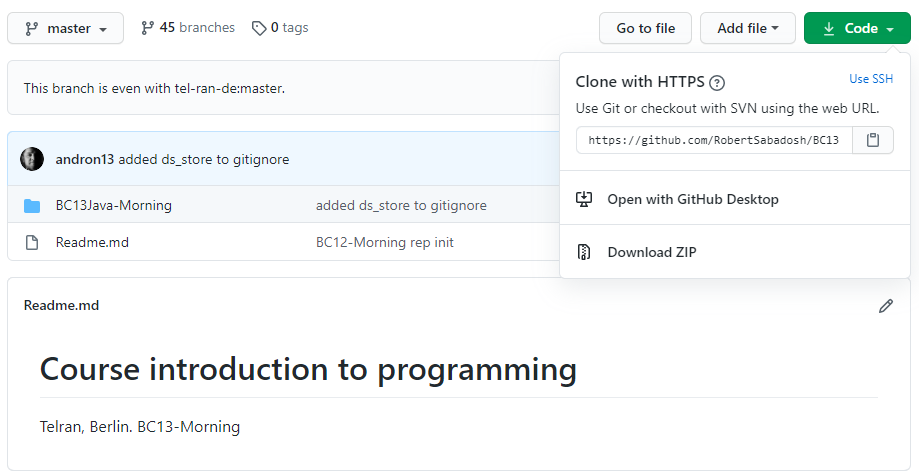 master 45 branches 0 tags Go to file Add file Code
This branch is even with tel-ran-de:master.
Clone with HTTPS ? Use SSH
Use Git or checkout with SVN using the web URL.
https://github.com/RobertSabadosh/BC13
Open with GitHub Desktop
Download ZIP
andron13 added ds_store to gitignore
BC13Java-Morning added ds_store to gitignore
Readme.md BC12-Morning rep init
Readme.md
Course introduction to programming
Telran, Berlin. BC13-Morning